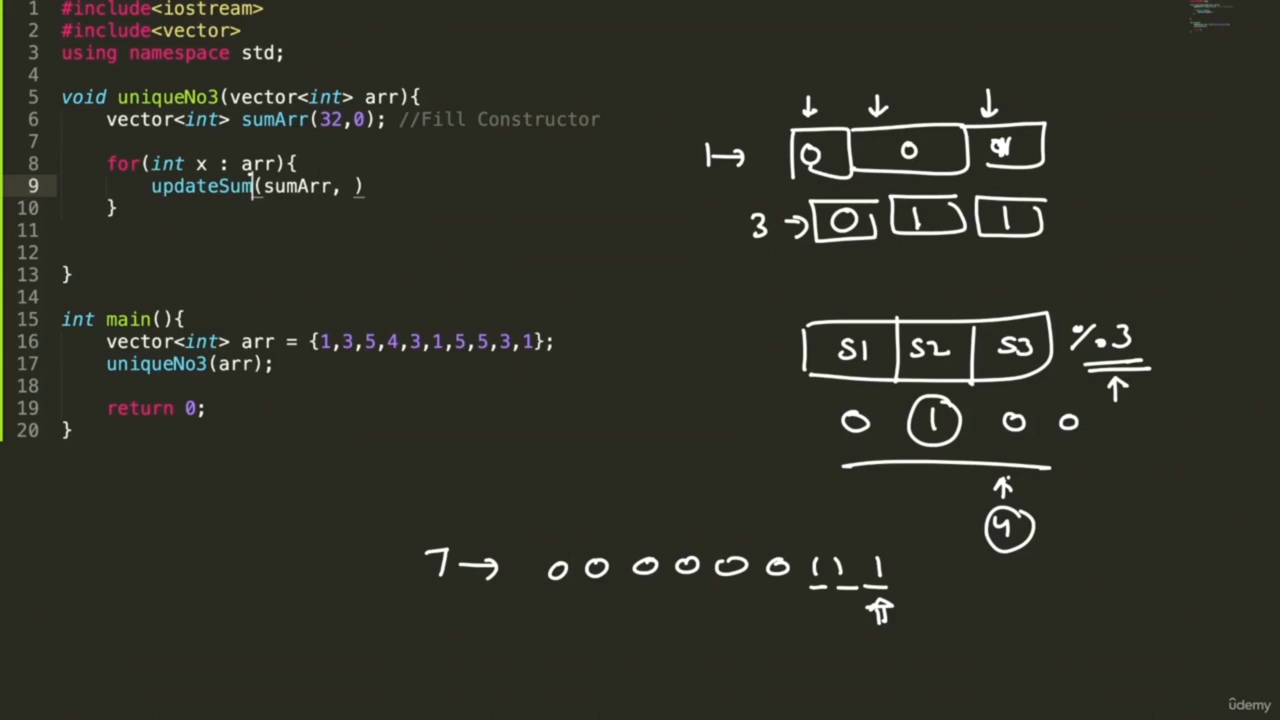 1 #include<iostream>
2 #include<vector>
3 using namespace std;
4
5 void uniqueNo3(vector<int> arr){
6 vector<int> sumArr(32,0); //Fill Constructor
7
8 for(int x : arr){
9 updateSum(sumArr, )
10 }
11
12
13 }
14
15 int main(){
16 vector<int> arr = {1,3,5,4,3,1,5,5,3,1};
17 uniqueNo3(arr);
18
19 return 0;
20 }
1→ 0 0
3→ 0 1 1
S1 S2 S3 %.3
0 1 0 0
4
7→ 0 0 0 0 0 0 1 1 1
ûdemy